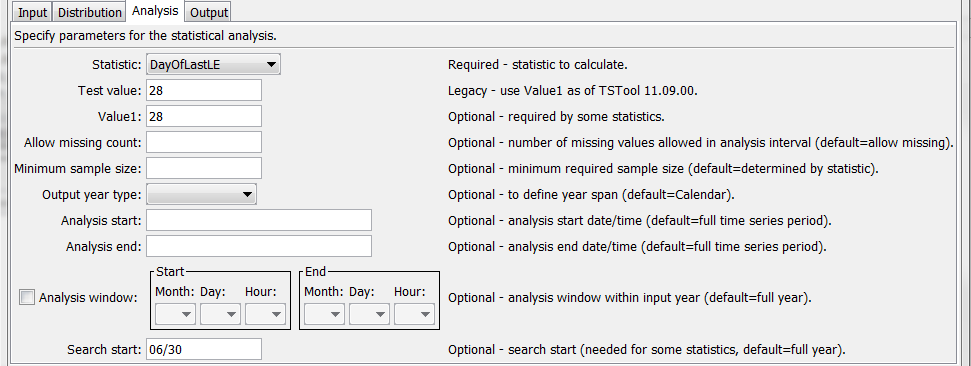 Input Distribution Analysis Output
Specify parameters for the statistical analysis.
Statistic: DayOfLastLE Required - statistic to calculate.
Test value: 28 Legacy - use Value1 as of TSTool 11.09.00.
Value1: 28 Optional - required by some statistics.
Allow missing count: Optional - number of missing values allowed in analysis interval (default=allow missing).
Minimum sample size: Optional - minimum required sample size (default=determined by statistic).
Output year type: Optional - to define year span (default=Calendar).
Analysis start: Optional - analysis start date/time (default=full time series period).
Analysis end: Optional - analysis end date/time (default=full time series period).
Start End
Month: Day: Hour: Month: Day: Hour:
Analysis window: Optional - analysis window within input year (default=full year).
Search start: 06/30 Optional - search start (needed for some statistics, default=full year).